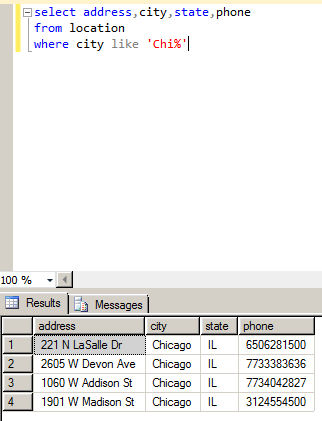 select address,city,state,phone
from location
where city like 'Chi%'
100 %
Results Messages
address city state phone
1 221 N LaSalle Dr Chicago IL 6506281500
2 2605 W Devon Ave Chicago IL 7733383636
3 1060 W Addison St Chicago IL 7734042827
4 1901 W Madison St Chicago IL 3124554500